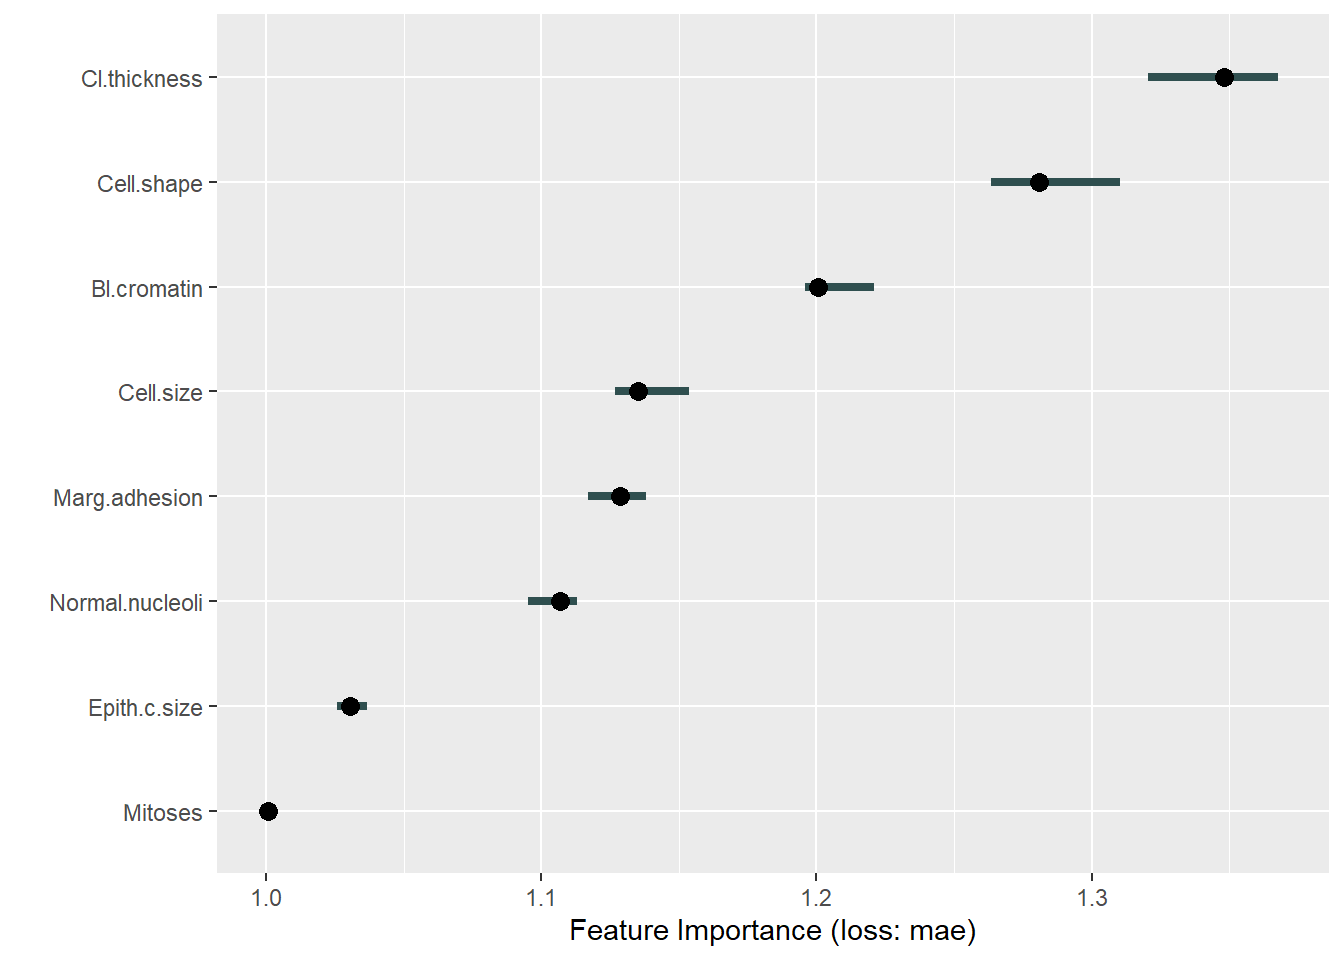 Cl.thickness
Cell.shape
Bl.cromatin
Cell.size
Marg.adhesion
Normal.nucleoli
Epith.c.size
Mitoses
1.0 1.1 1.2 1.3
Feature Importance (loss: mae)